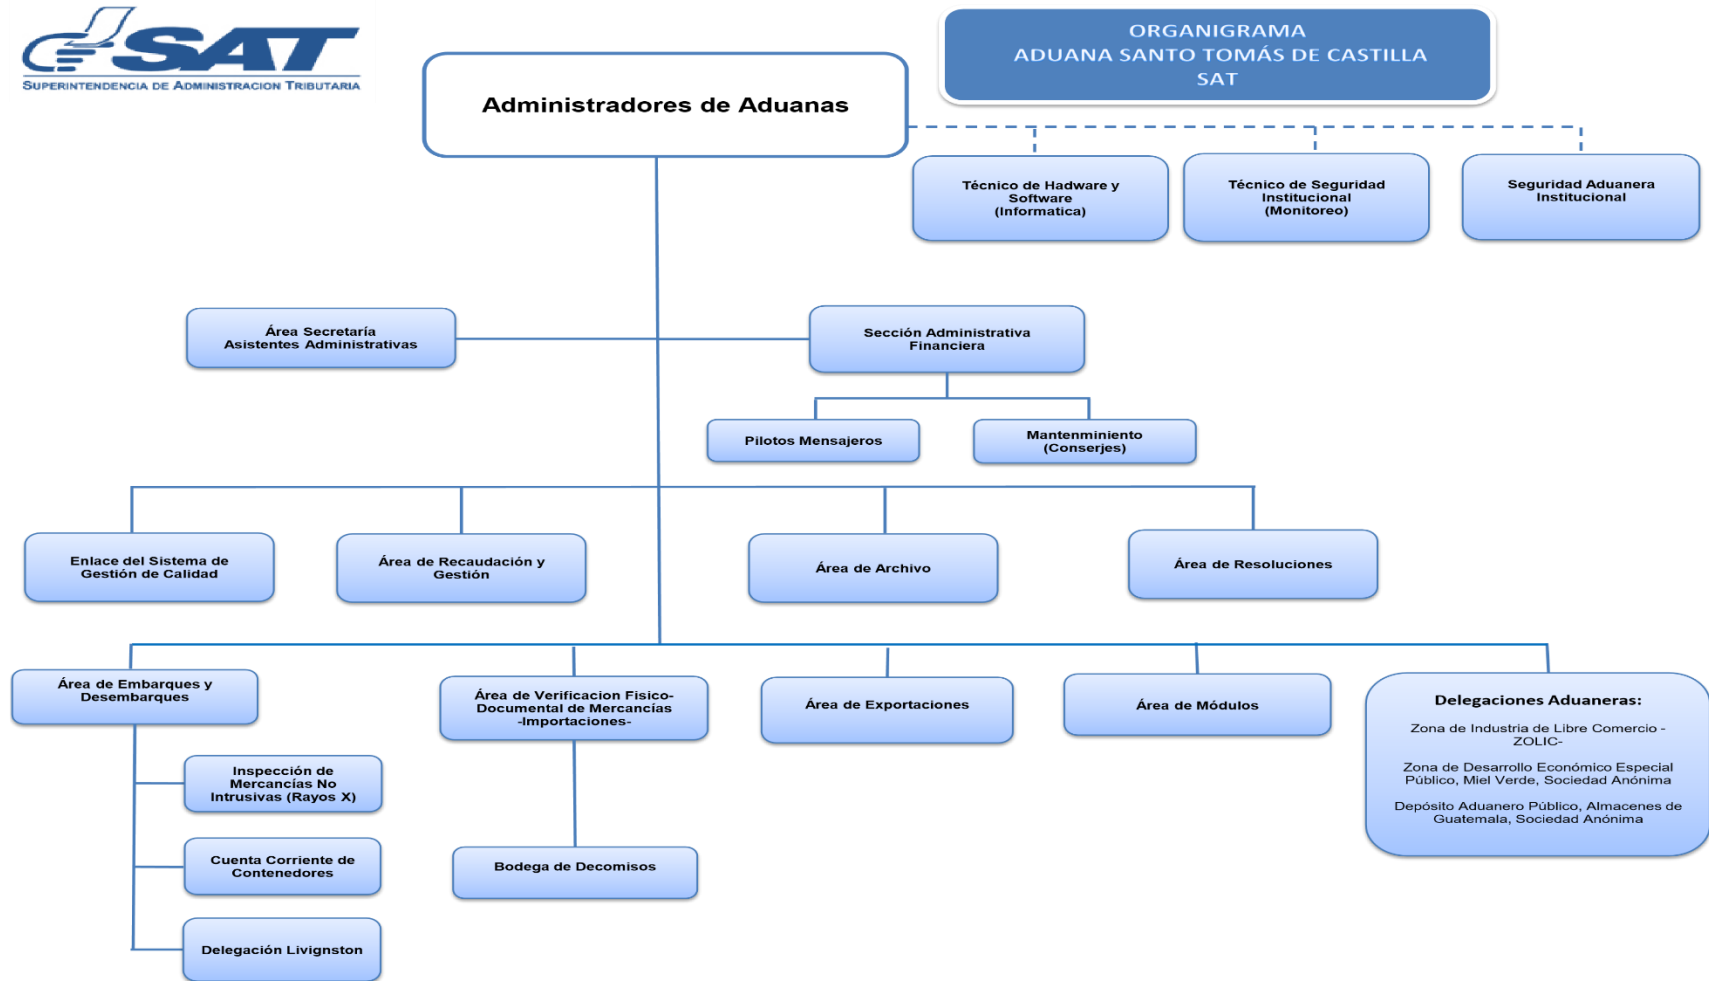 SAT
SUPERINTENDENCIA DE ADMINISTRACION TRIBUTARIA
ORGANIGRAMA
ADUANA SANTO TOMÁS DE CASTILLA
SAT
Administradores de Aduanas
Técnico de Hadware y
Software
(Informatica)
Técnico de Seguridad
Institucional
(Monitoreo)
Seguridad Aduanera
Institucional
Área Secretaría
Asistentes Administrativas
Sección Administrativa
Financiera
Pilotos Mensajeros
Mantenminiento
(Conserjes)
Enlace del Sistema de
Gestión de Calidad
Área de Recaudación y
Gestión
Área de Archivo
Área de Resoluciones
Área de Embarques y
Desembarques
Área de Verificacion Fisico-
Documental de Mercancías
-Importaciones-
Área de Exportaciones
Área de Módulos
Delegaciones Aduaneras:
Zona de Industria de Libre Comercio -
ZOLIC-
Zona de Desarrollo Económico Especial
Público, Miel Verde, Sociedad Anónima
Depósito Aduanero Público, Almacenes de
Guatemala, Sociedad Anónima
Inspección de
Mercancías No
Intrusivas (Rayos X)
Cuenta Corriente de
Contenedores
Delegación Livignston
Bodega de Decomisos